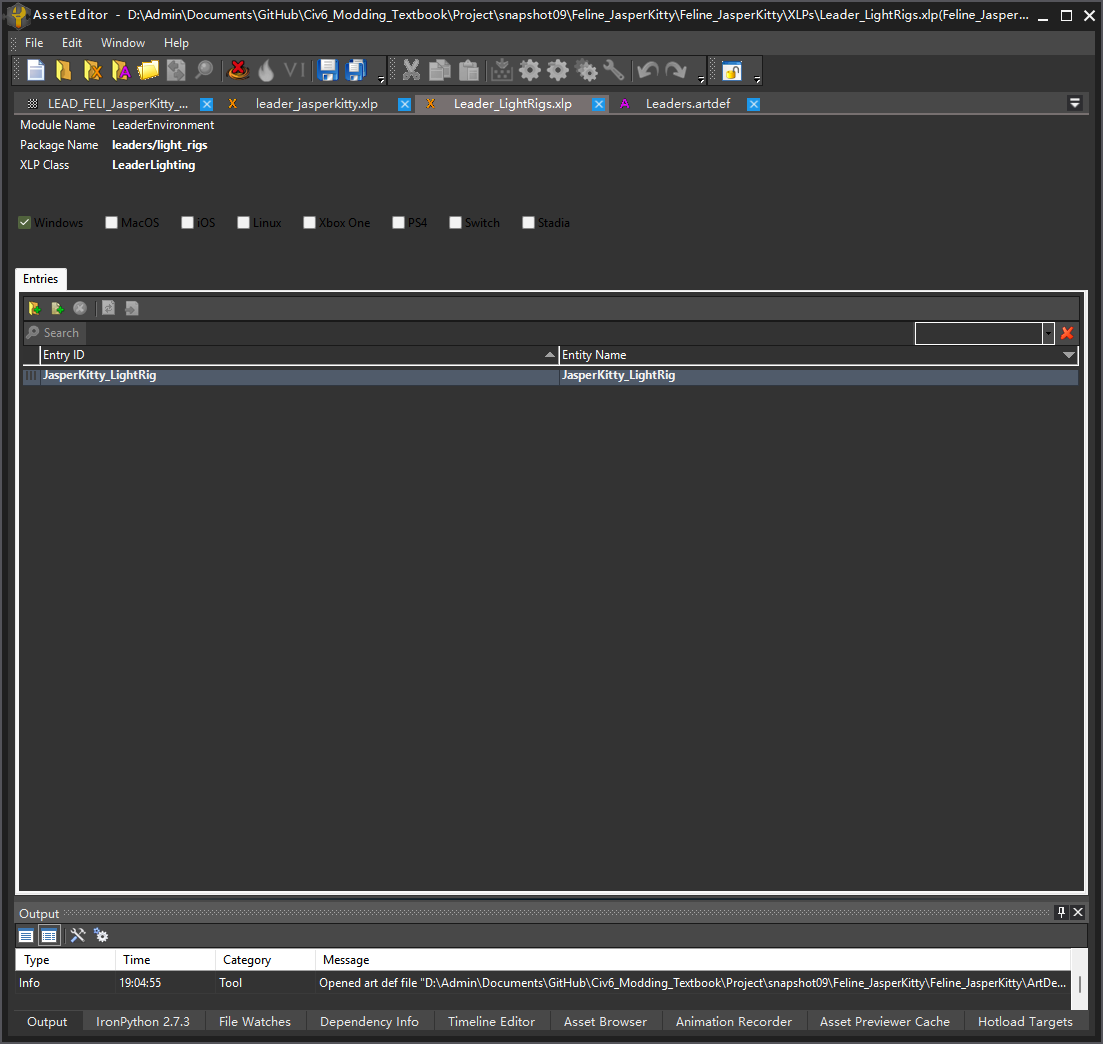 AssetEditor - D:\Admin\Documents\GitHub\Civ6_Modding_Textbook\Project\snapshot09\Feline_JasperKitty\Feline_JasperKitty\XLPs\Leader_LightRigs.xlp(Feline_Jasper...
File Edit Window Help
VI
LEAD_FELI_JasperKitty_... X leader_jasperkitty.xlp X Leader_LightRigs.xlp A Leaders.artdef
Module Name LeaderEnvironment
Package Name leaders/light_rigs
XLP Class LeaderLighting
Windows MacOS iOS Linux Xbox One PS4 Switch Stadia
Entries
Search
Entry ID Entity Name
JasperKitty_LightRig JasperKitty_LightRig
Output
Type Time Category Message
Info 19:04:55 Tool Opened art def file "D:\Admin\Documents\GitHub\Civ6_Modding_Textbook\Project\snapshot09\Feline_JasperKitty\Feline_JasperKitty\ArtDe...
Output IronPython 2.7.3 File Watches Dependency Info Timeline Editor Asset Browser Animation Recorder Asset Previewer Cache Hotload Targets